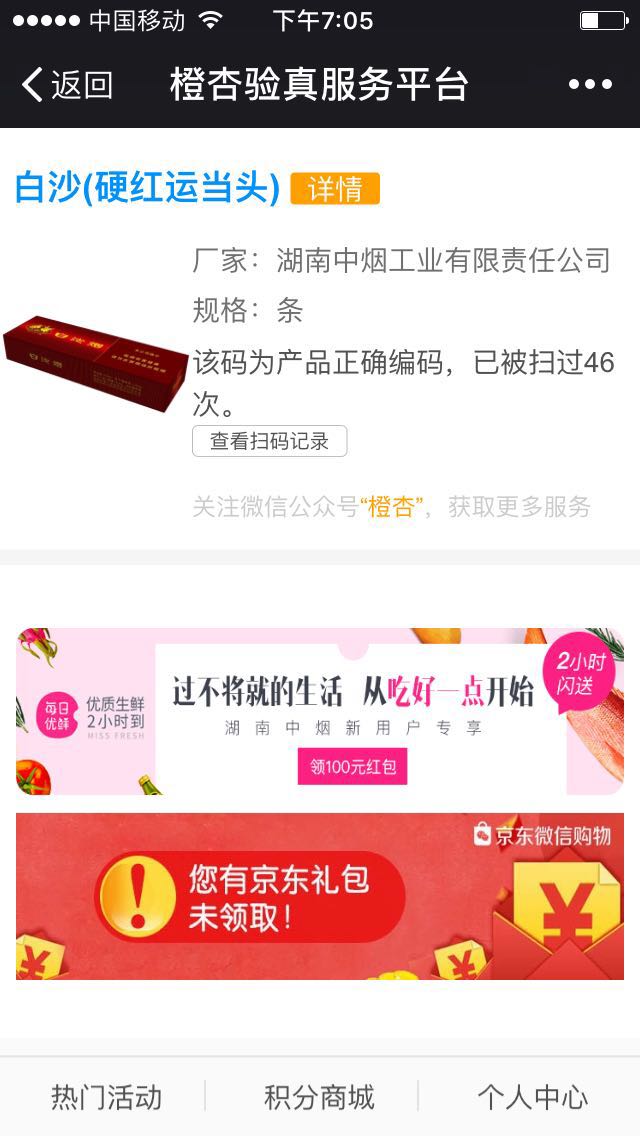 中国移动 下午7:05
返回 橙杏验真服务平台
白沙(硬红运当头) 详情
厂家：湖南中烟工业有限责任公司
规格：条
该码为产品正确编码，已被扫过46
次。
查看扫码记录
关注微信公众号“橙杏”，获取更多服务
每日
优鲜
优质生鲜
2小时到
MISS FRESH
过不将就的生活 从吃好一点开始
湖南中烟新用户专享
领100元红包
2小时
闪送
京东微信购物
您有京东礼包
未领取！
热门活动 积分商城 个人中心